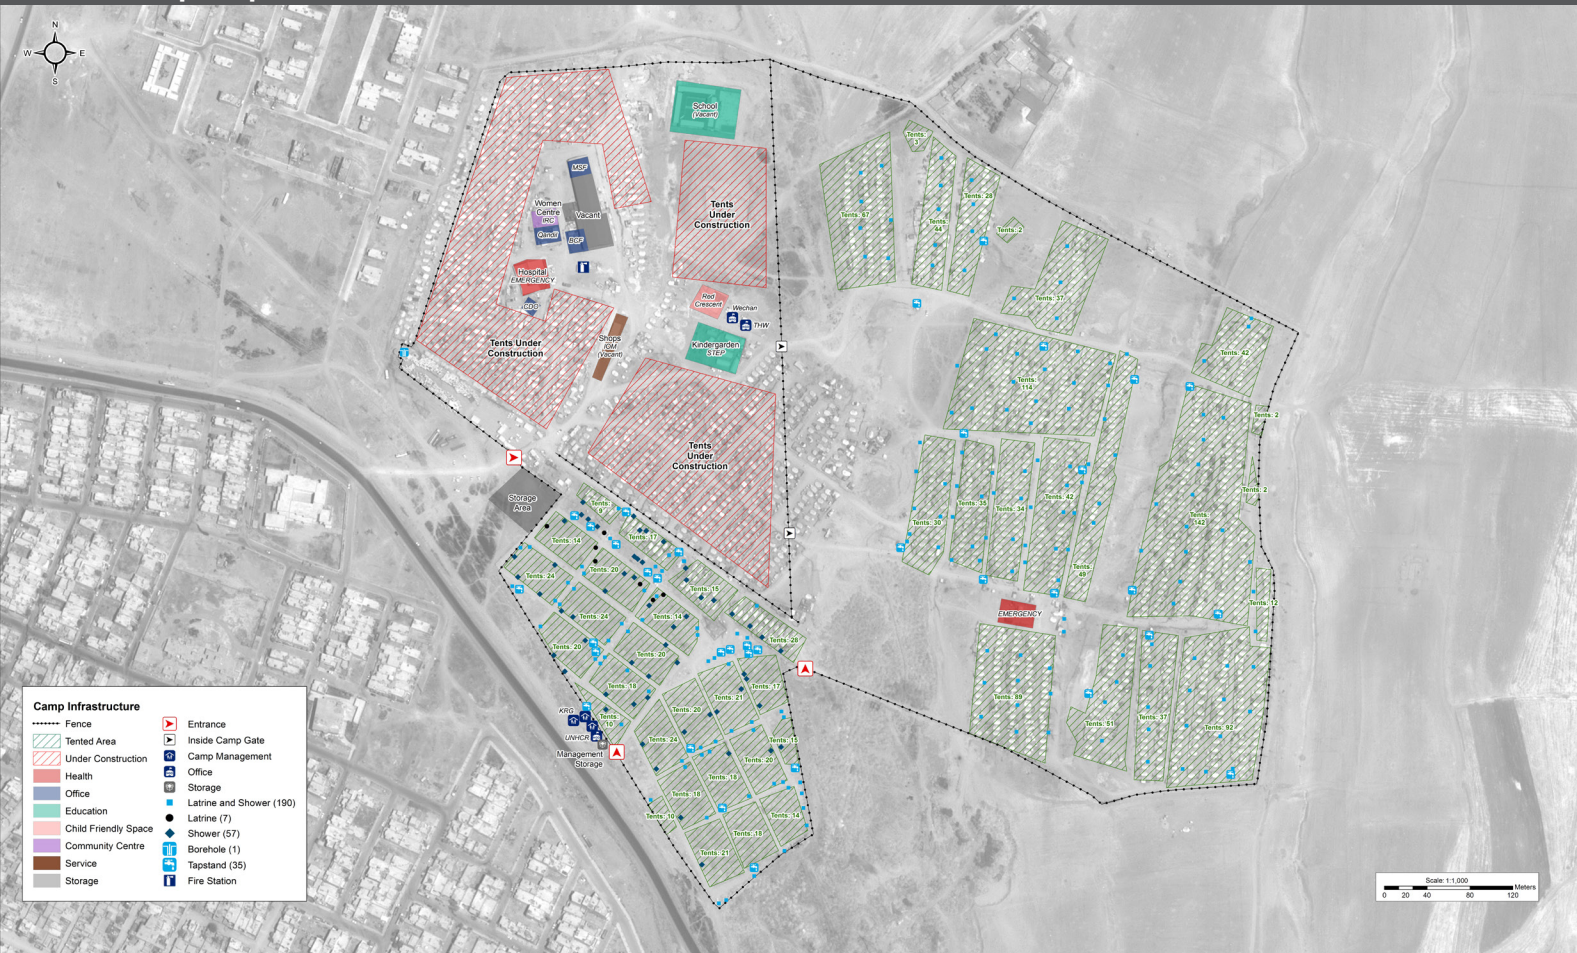 N
W
E
S
School
(Vacant)
MSF
Women
Centre
IRC
Vacant
Qandil
BCF
Hospital
EMERGENCY
CDO
Tents
Under
Construction
Red
Crescent
Wechan
THW
Kindergarden
STEP
Shops
IOM
(Vacant)
Tents Under
Construction
Tents
Under
Construction
Storage
Area
Tents: 67
Tents:
3
Tents:
44
Tents: 28
Tents: 2
Tents: 37
Tents: 42
Tents:
114
Tents: 2
Tents: 2
Tents: 30
Tents: 35
Tents: 34
Tents: 42
Tents:
49
Tents:
142
Tents: 12
EMERGENCY
Tents: 89
Tents: 51
Tents: 37
Tents: 92
Tents:
9
Tents: 14
Tents: 17
Tents: 24
Tents: 20
Tents: 15
Tents: 24
Tents: 14
Tents: 28
Tents: 20
Tents: 20
Tents: 18
Tents: 17
Tents: 21
Tents: 20
Tents:
10
KRG
UNHCR
Management
Storage
Tents: 24
Tents: 15
Tents: 20
Tents: 18
Tents: 18
Tents: 10
Tents: 14
Tents: 18
Tents: 21
Camp Infrastructure
Fence
Tented Area
Under Construction
Health
Office
Education
Child Friendly Space
Community Centre
Service
Storage
Entrance
Inside Camp Gate
Camp Management
Office
Storage
Latrine and Shower (190)
Latrine (7)
Shower (57)
Borehole (1)
Tapstand (35)
Fire Station
Scale: 1:1,000
Meters
0 20 40 80 120